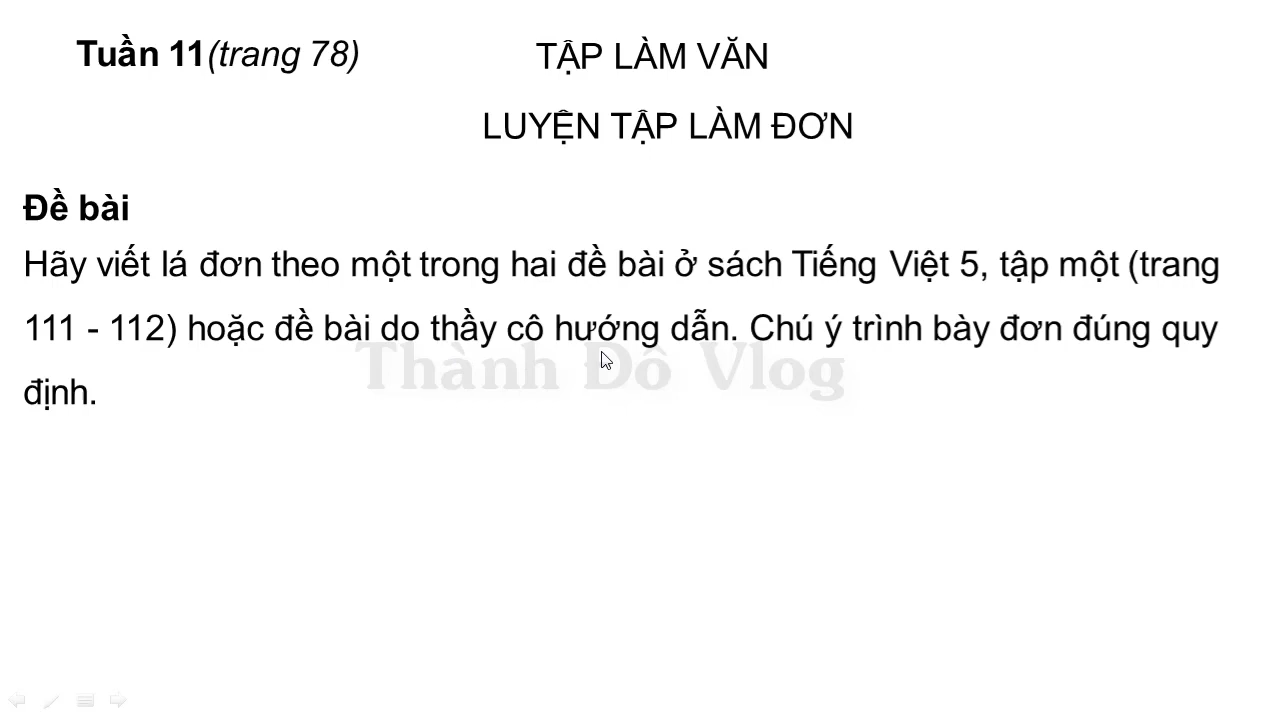 Tuần 11(trang 78)
TẬP LÀM VĂN
LUYỆN TẬP LÀM ĐƠN
Đề bài
Hãy viết lá đơn theo một trong hai đề bài ở sách Tiếng Việt 5, tập một (trang
111 - 112) hoặc đề bài do thầy cô hướng dẫn. Chú ý trình bày đơn đúng quy
Thành Đô Vlog
định.